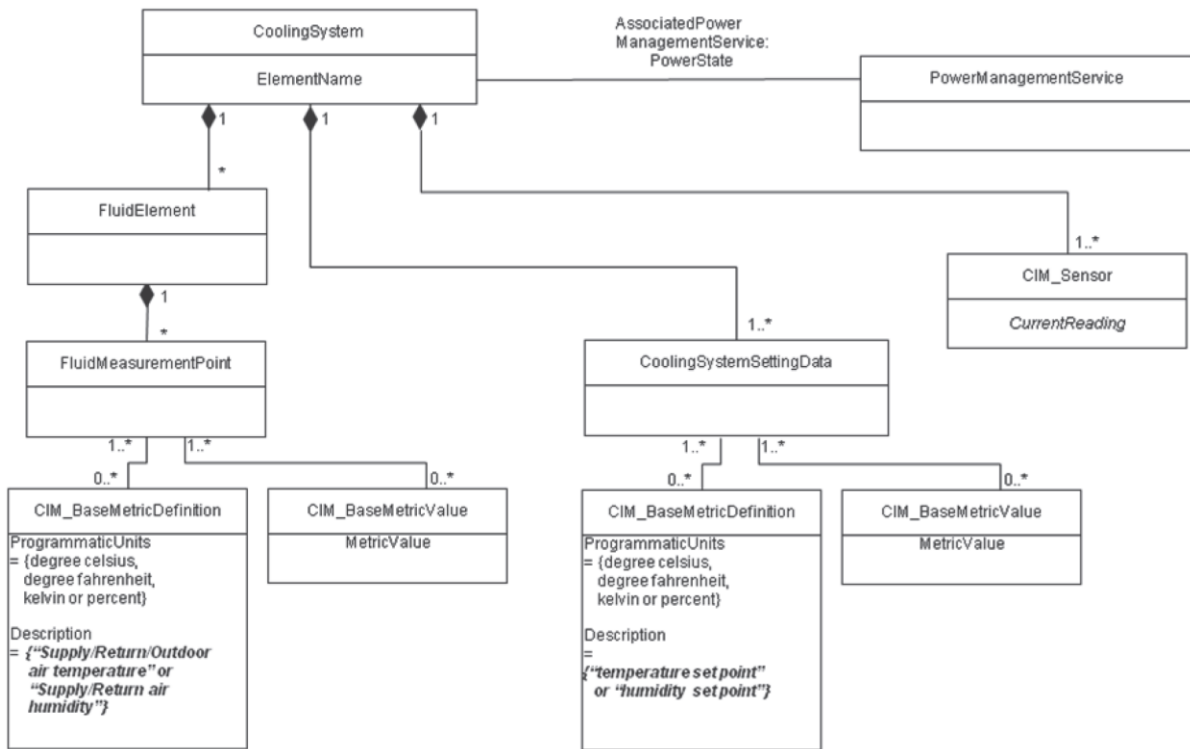 CoolingSystem
ElementName
AssociatedPower
ManagementService:
PowerState
PowerManagementService
1
1
1
*
FluidElement
1..*
CIM_Sensor
CurrentReading
1
*
FluidMeasurementPoint
1..*
CoolingSystemSettingData
1..*
1..*
0..*
0..*
1..*
1..*
0..*
0..*
CIM_BaseMetricDefinition
ProgrammaticUnits
= {degree celsius,
degree fahrenheit,
kelvin or percent}
Description
= {“Supply/Return/Outdoor
air temperature” or
“Supply/Return air
humidity”}
CIM_BaseMetricValue
MetricValue
CIM_BaseMetricDefinition
ProgrammaticUnits
= {degree celsius,
degree fahrenheit,
kelvin or percent}
Description
=
{“temperature set point”
or “humidity set point”}
CIM_BaseMetricValue
MetricValue